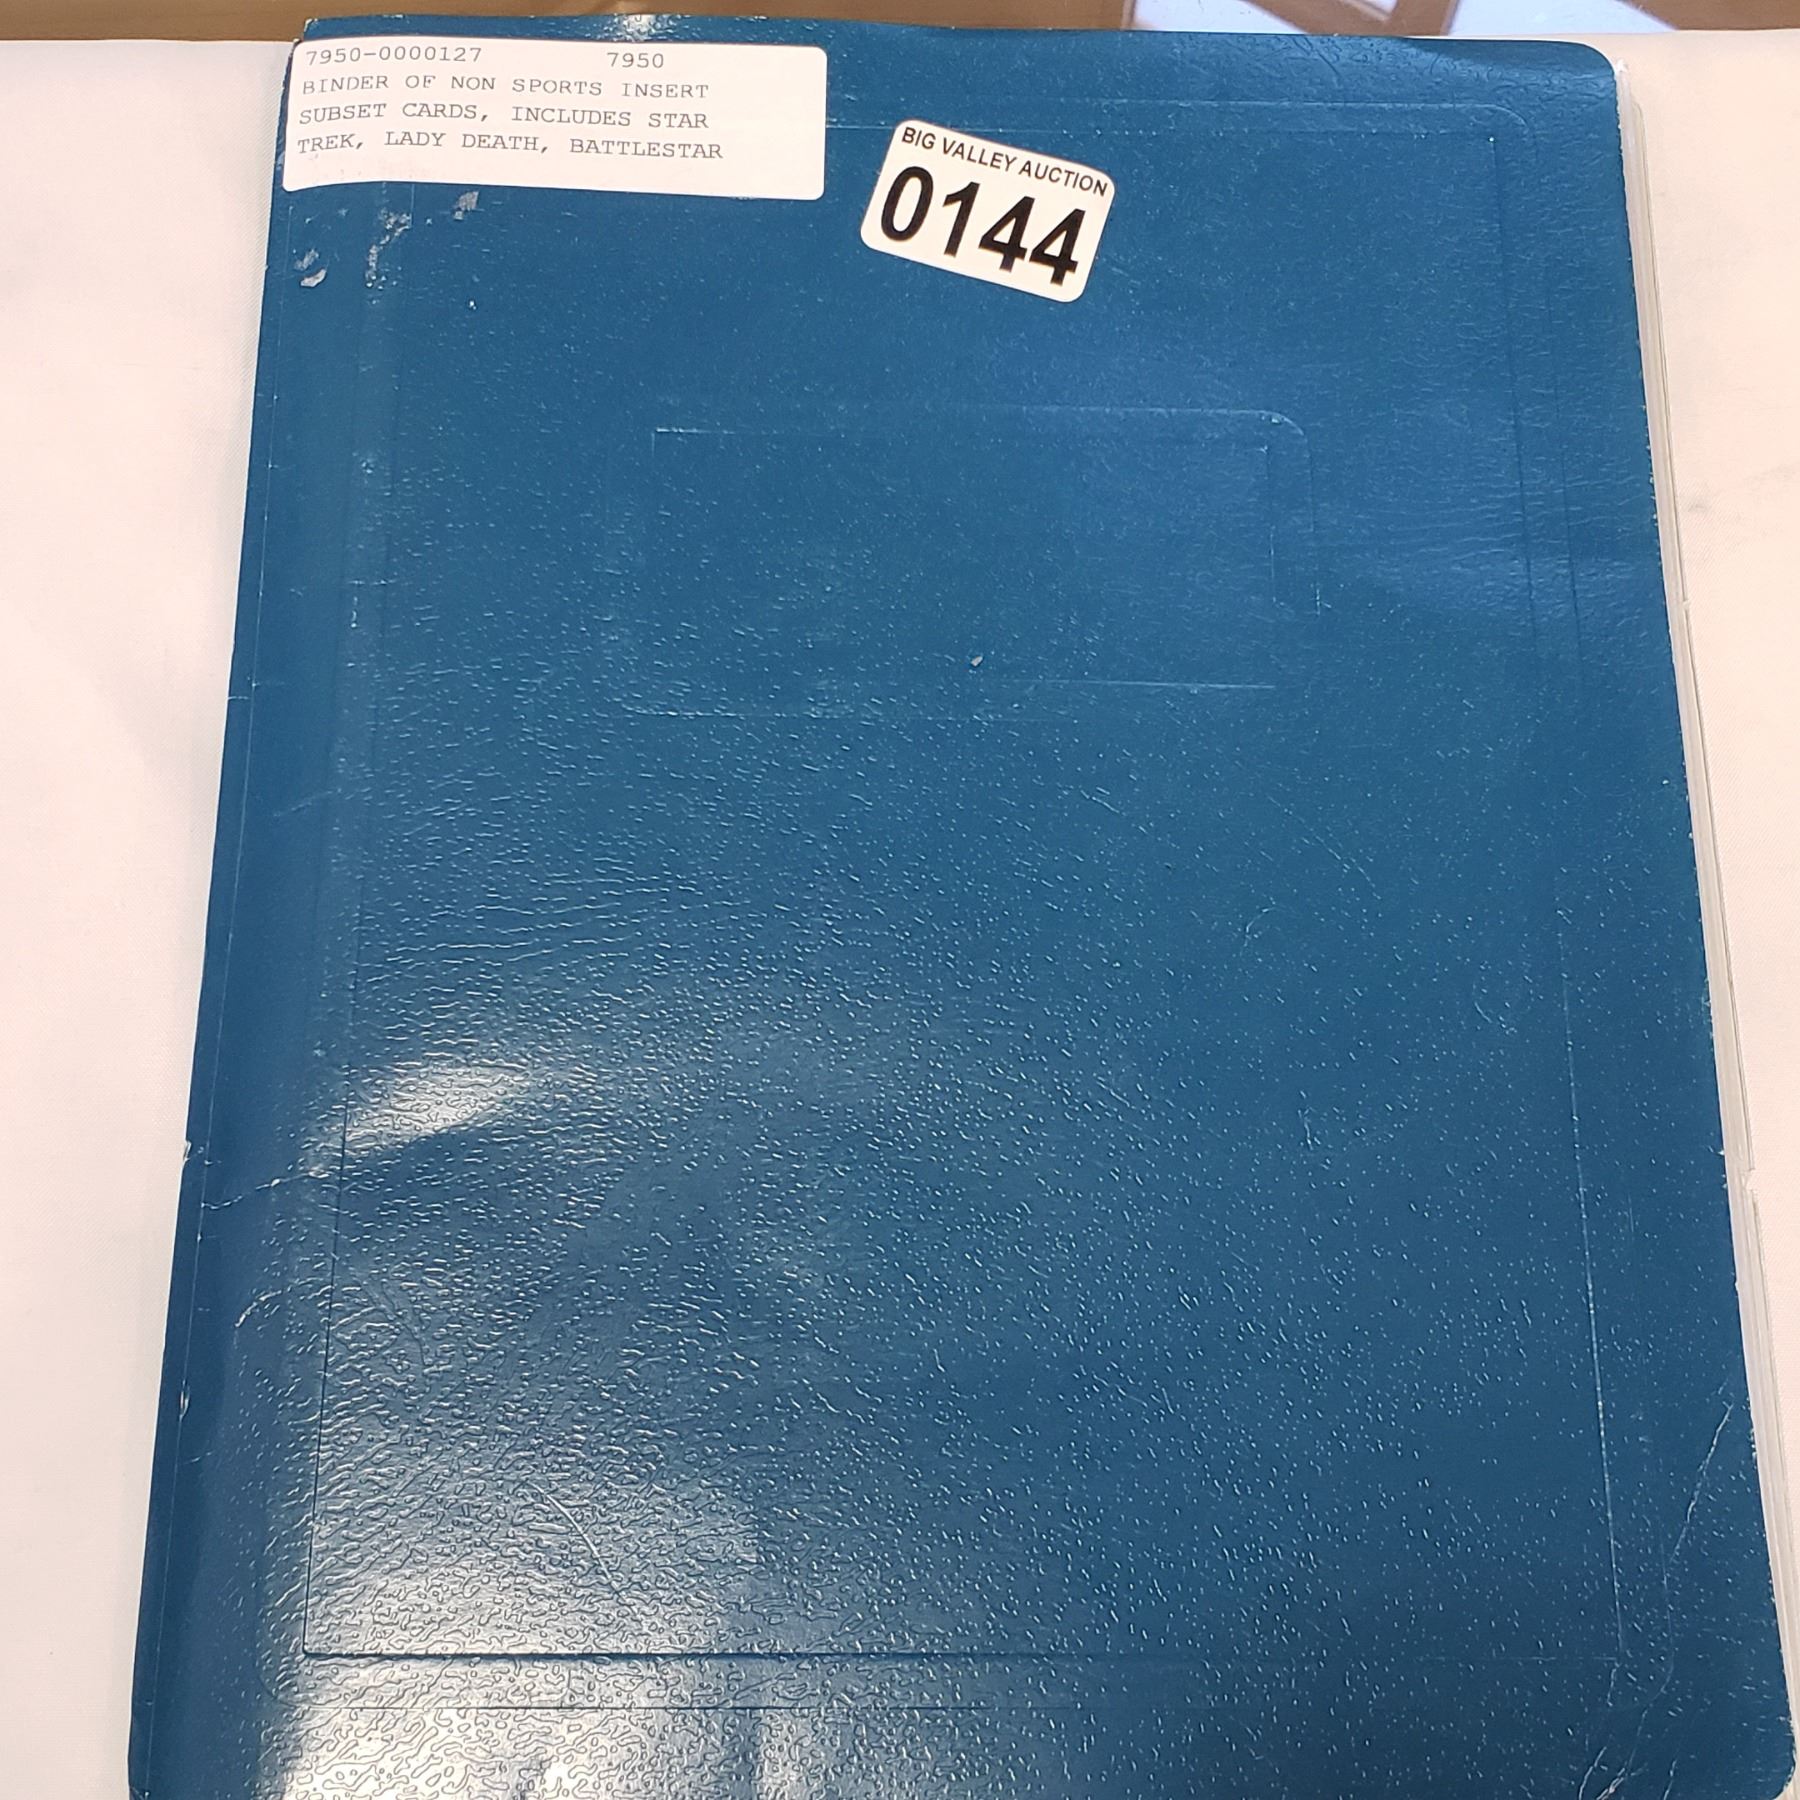 7950-0000127 7950
BINDER OF NON SPORTS INSERT
SUBSET CARDS, INCLUDES STAR
TREK, LADY DEATH, BATTLESTAR
BIG VALLEY AUCTION
0144